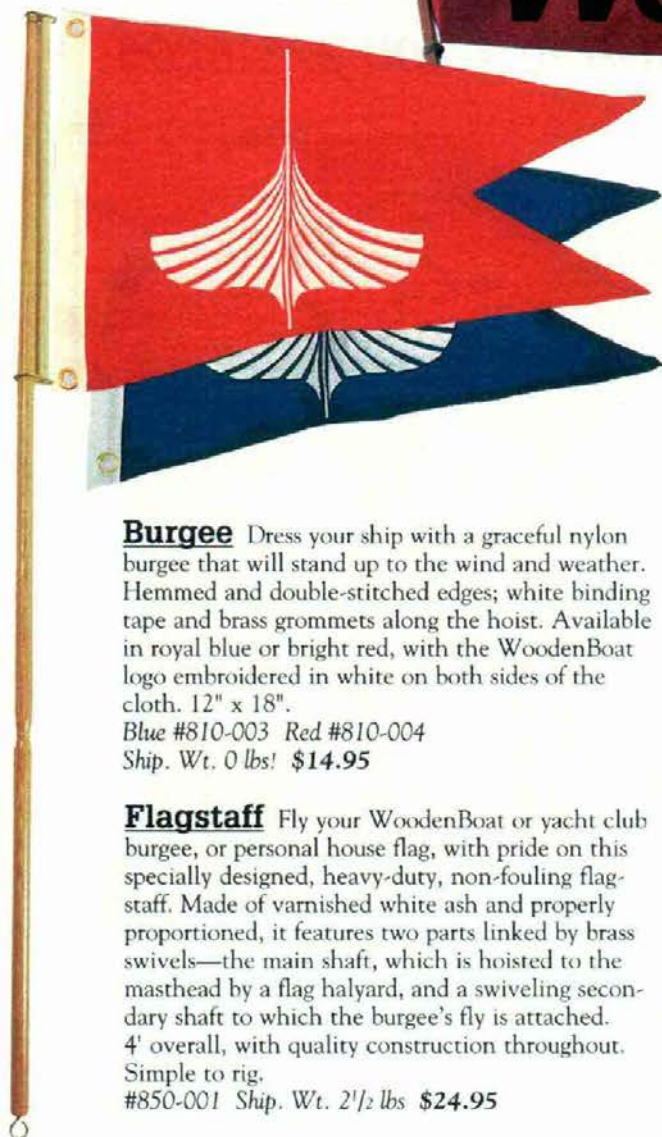 Burgee Dress your ship with a graceful nylon
burgee that will stand up to the wind and weather.
Hemmed and double-stitched edges; white binding
tape and brass grommets along the hoist. Available
in royal blue or bright red, with the WoodenBoat
logo embroidered in white on both sides of the
cloth. 12" x 18".
Blue #810-003 Red #810-004
Ship. Wt. 0 lbs! $14.95
Flagstaff Fly your WoodenBoat or yacht club
burgee, or personal house flag, with pride on this
specially designed, heavy-duty, non-fouling flag-
staff. Made of varnished white ash and properly
proportioned, it features two parts linked by brass
swivels—the main shaft, which is hoisted to the
masthead by a flag halyard, and a swiveling secon-
dary shaft to which the burgee's fly is attached.
4' overall, with quality construction throughout.
Simple to rig.
#850-001 Ship. Wt. 2 1/2 lbs $24.95